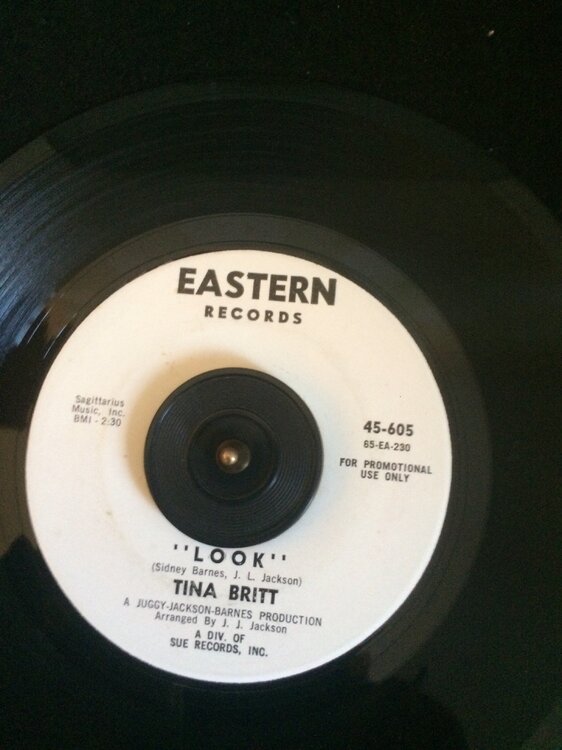 EASTERN
RECORDS
Sagittarius
Music, Inc.
BMI - 2:30
45-605
65-EA-230
FOR PROMOTIONAL
USE ONLY
"LOOK"
(Sidney Barnes, J. L. Jackson)
TINA BRITT
A JUGGY-JACKSON-BARNES PRODUCTION
Arranged By J. J. Jackson
A DIV. OF
SUE RECORDS, INC.